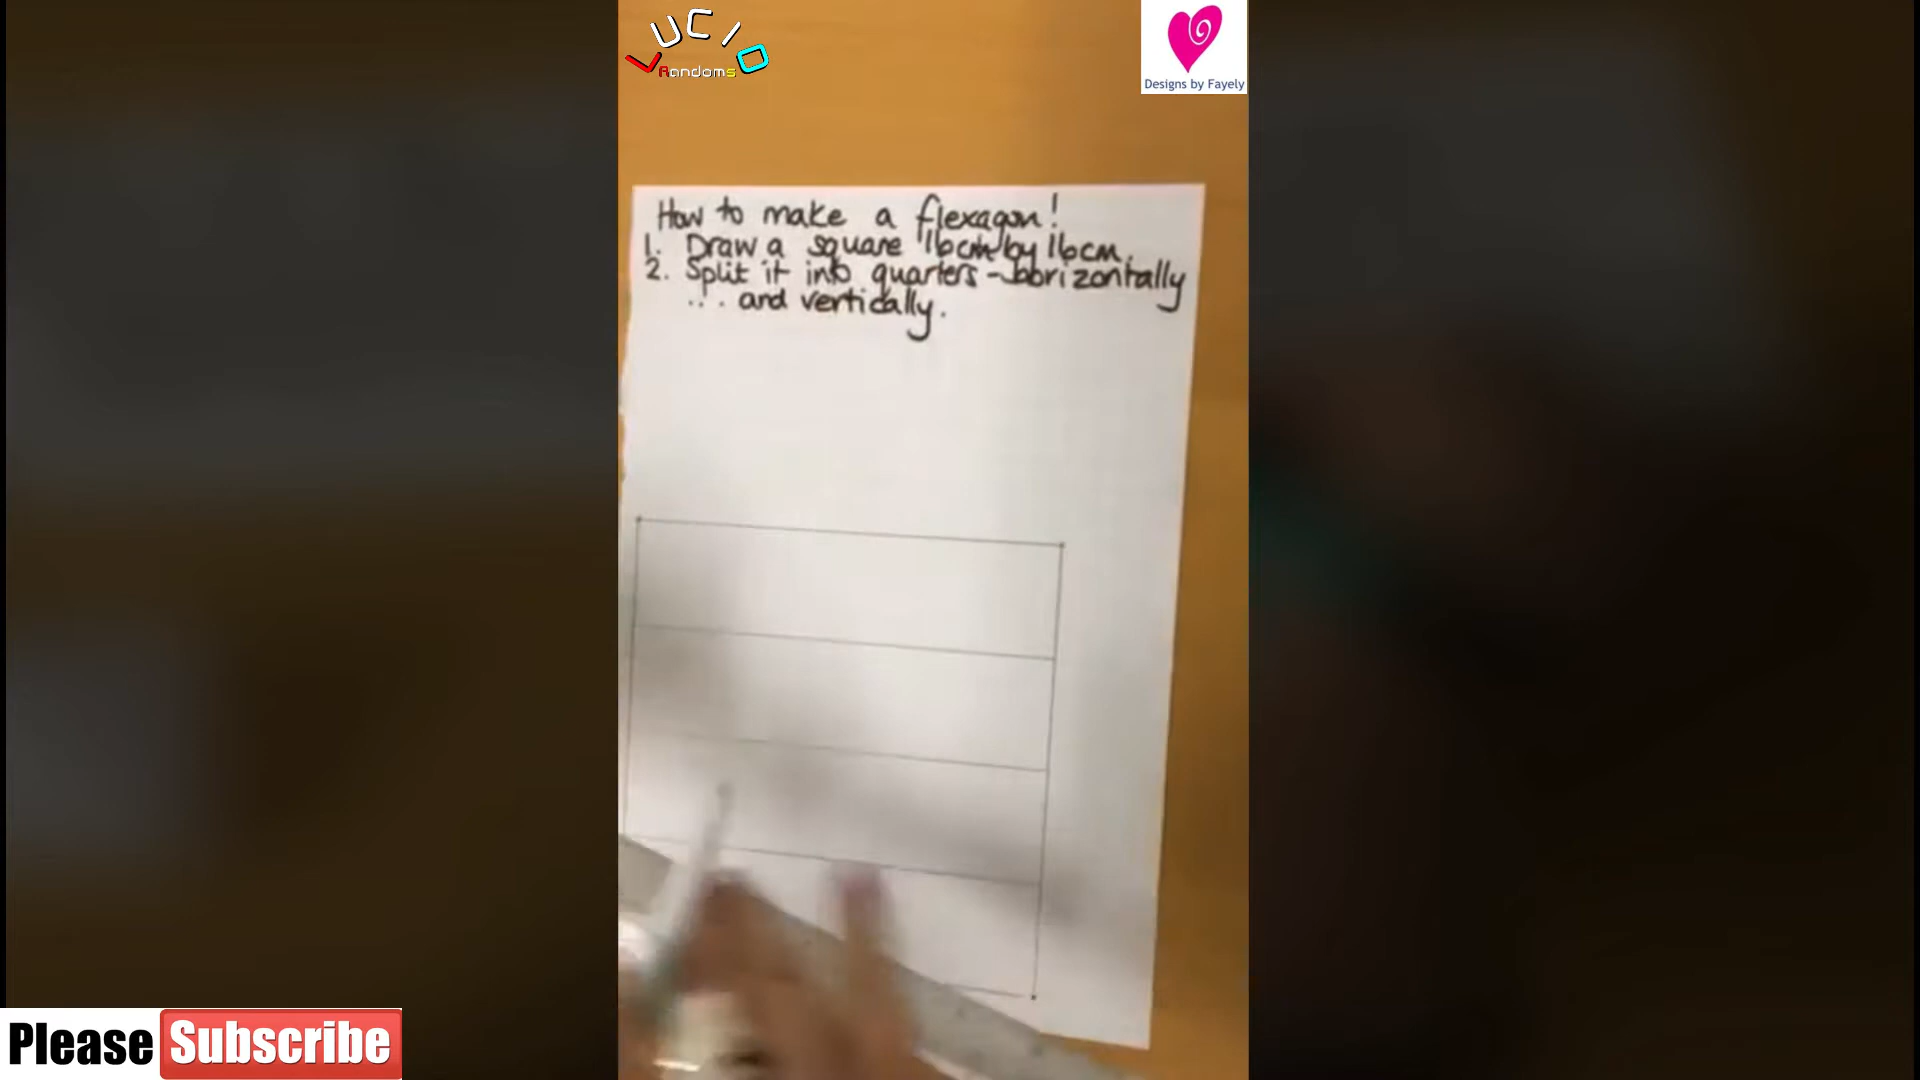 LUCIO
Randoms
Designs by Fayely
How to make a flexagon!
1. Draw a square 16cm by 16cm.
2. Split it into quarters - horizontally
... and vertically.
Please Subscribe